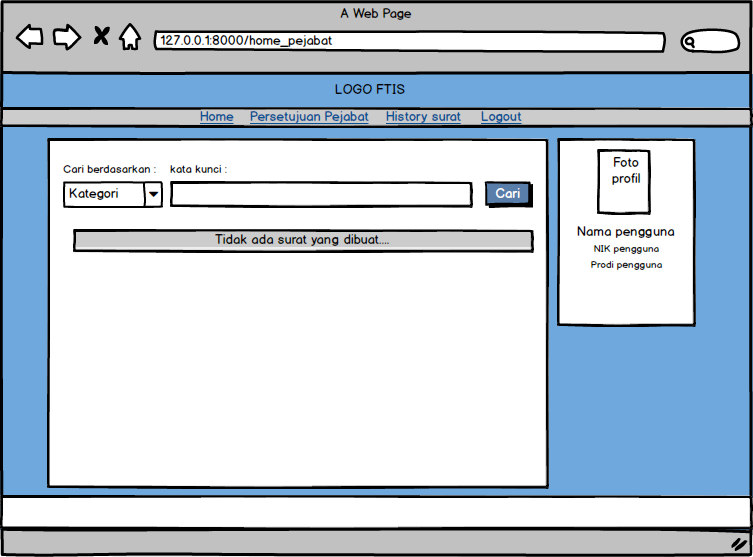 A Web Page
127.0.0.1:8000/home_pejabat
LOGO FTIS
Home Persetujuan Pejabat History surat Logout
Cari berdasarkan : kata kunci :
Kategori Cari
Tidak ada surat yang dibuat....
Foto
profil
Nama pengguna
NIK pengguna
Prodi pengguna